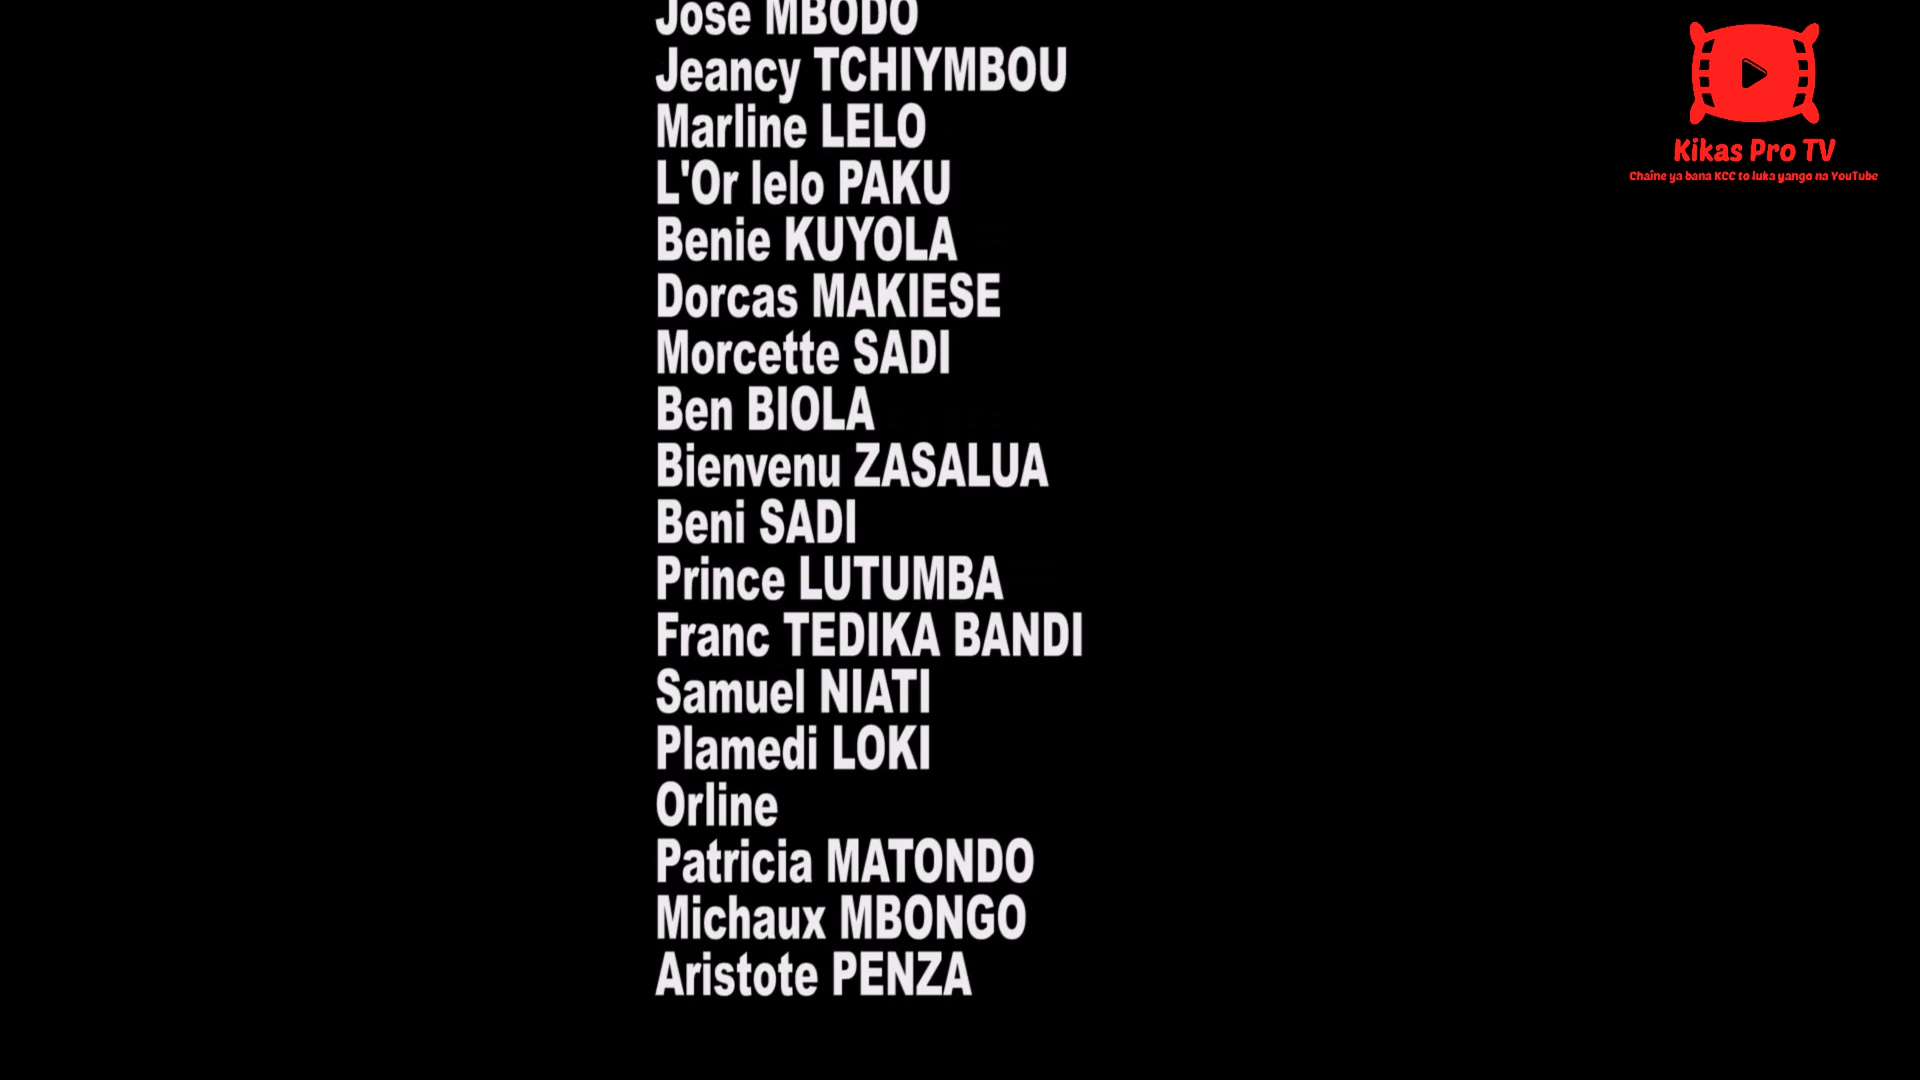 Jose MBODO
Jeancy TCHIYMBOU
Marline LELO
L'Or lelo PAKU
Benie KUYOLA
Dorcas MAKIESE
Morcette SADI
Ben BIOLA
Bienvenu ZASALUA
Beni SADI
Prince LUTUMBA
Franc TEDIKA BANDI
Samuel NIATI
Plamedi LOKI
Orline
Patricia MATONDO
Michaux MBONGO
Aristote PENZA
Kikas Pro TV
Chaîne ya bana KCC to luka yango na YouTube